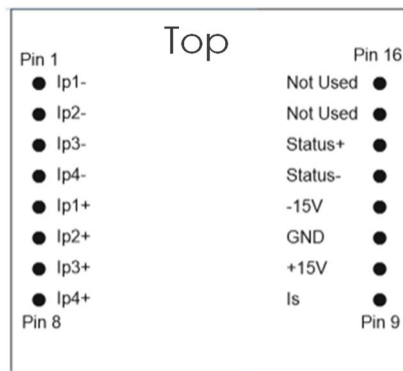 Top
Pin 1
Pin 16
Ip1-
Not Used
Ip2-
Not Used
Ip3-
Status+
Ip4-
Status-
Ip1+
-15V
Ip2+
GND
Ip3+
+15V
Ip4+
Is
Pin 8
Pin 9